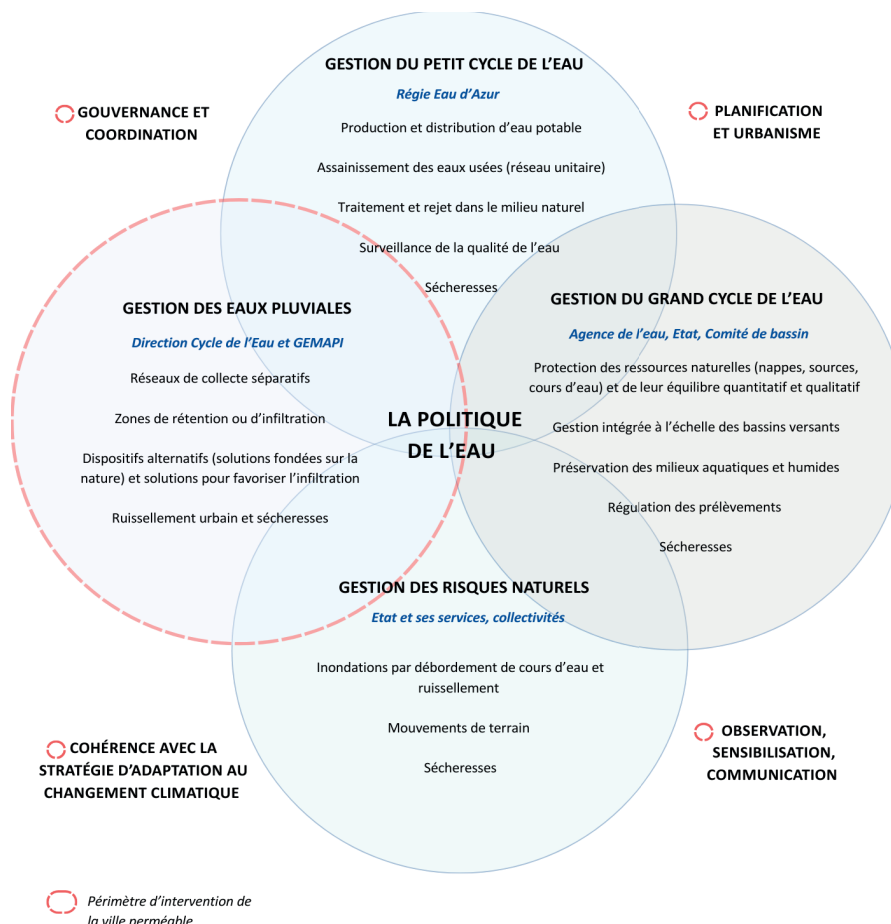 GESTION DU PETIT CYCLE DE L'EAU
Régie Eau d'Azur
Production et distribution d'eau potable
Assainissement des eaux usées (réseau unitaire)
Traitement et rejet dans le milieu naturel
Surveillance de la qualité de l'eau
Sécheresses
GOUVERNANCE ET
COORDINATION
PLANIFICATION
ET URBANISME
GESTION DES EAUX PLUVIALES
Direction Cycle de l'Eau et GEMAPI
Réseaux de collecte séparatifs
Zones de rétention ou d'infiltration
Dispositifs alternatifs (solutions fondées sur la
nature) et solutions pour favoriser l'infiltration
Ruissellement urbain et sécheresses
LA POLITIQUE
DE L'EAU
GESTION DU GRAND CYCLE DE L'EAU
Agence de l'eau, Etat, Comité de bassin
Protection des ressources naturelles (nappes, sources,
cours d'eau) et de leur équilibre quantitatif et qualitatif
Gestion intégrée à l'échelle des bassins versants
Préservation des milieux aquatiques et humides
Régulation des prélèvements
Sécheresses
GESTION DES RISQUES NATURELS
Etat et ses services, collectivités
Inondations par débordement de cours d'eau et
ruissellement
Mouvements de terrain
Sécheresses
COHÉRENCE AVEC LA
STRATÉGIE D'ADAPTATION AU
CHANGEMENT CLIMATIQUE
OBSERVATION,
SENSIBILISATION,
COMMUNICATION
Périmètre d'intervention de
la ville perméable